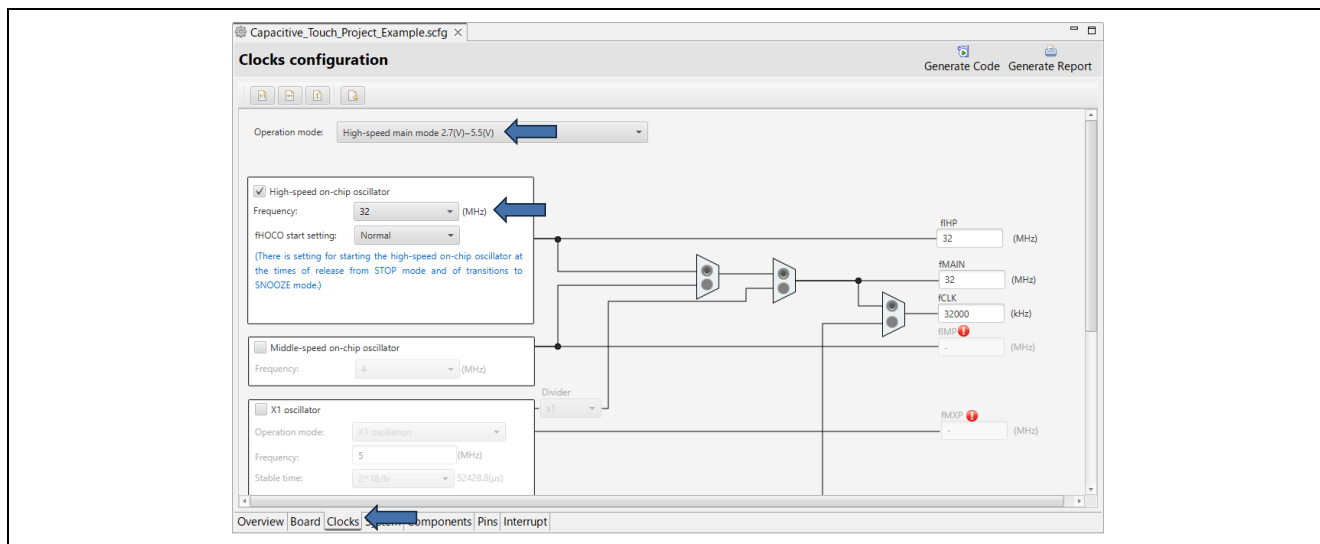 Capacitive_Touch_Project_Example.scfg
Clocks configuration
Generate Code Generate Report
Operation mode: High-speed main mode 2.7(V)~5.5(V)
High-speed on-chip oscillator
Frequency: 32 (MHz)
fHOCO start setting: Normal
(There is setting for starting the high-speed on-chip oscillator at
the times of release from STOP mode and of transitions to
SNOOZE mode.)
fIHP
32 (MHz)
fMAIN
32 (MHz)
fCLK
32000 (kHz)
fIMP
- (MHz)
Middle-speed on-chip oscillator
Frequency: 4 (MHz)
Divider
x1
X1 oscillator
Operation mode: X1 oscillation
Frequency: 5 (MHz)
Stable time: 2^18/fx 52428.8(μs)
fMXP
- (MHz)
Overview Board Clocks Components Pins Interrupt